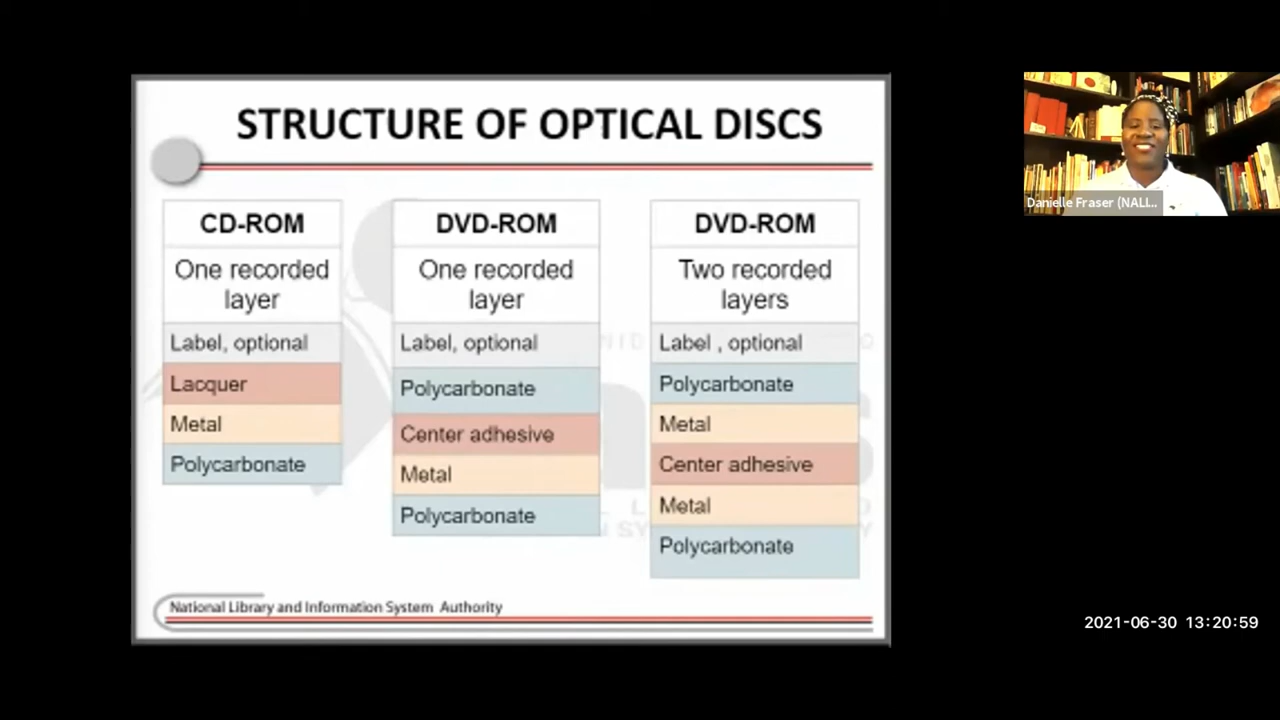 STRUCTURE OF OPTICAL DISCS
CD-ROM
One recorded
layer
Label, optional
Lacquer
Metal
Polycarbonate
DVD-ROM
One recorded
layer
Label, optional
Polycarbonate
Center adhesive
Metal
Polycarbonate
DVD-ROM
Two recorded
layers
Label , optional
Polycarbonate
Metal
Center adhesive
Metal
Polycarbonate
National Library and Information System Authority
Danielle Fraser (NALI...
2021-06-30 13:20:59